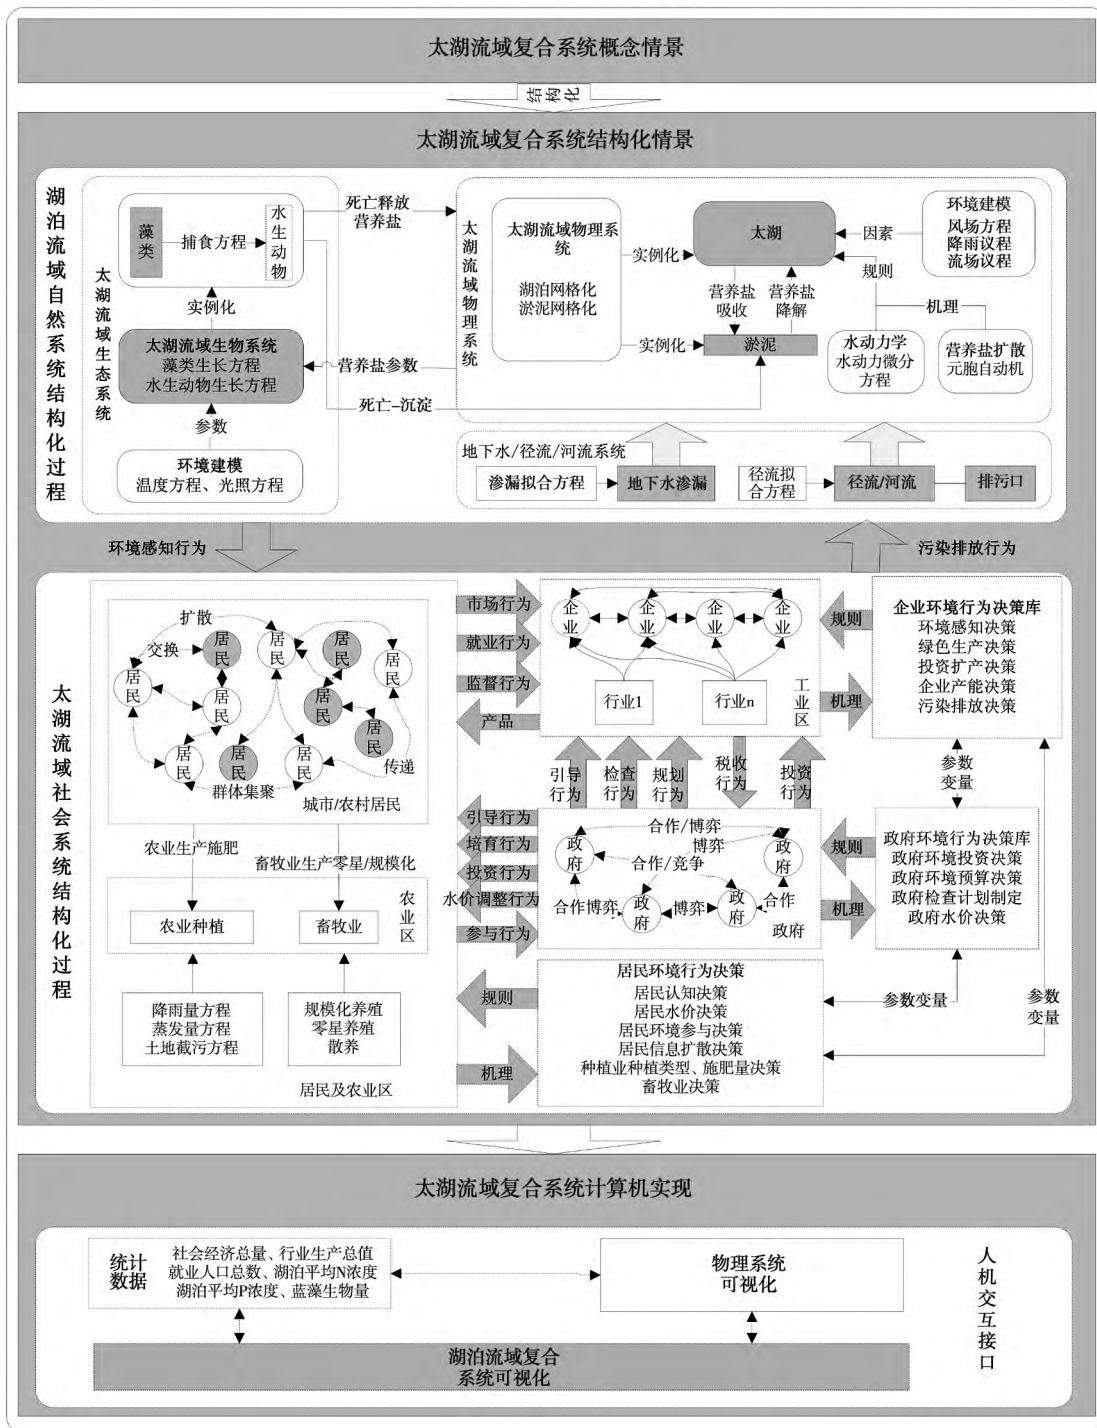 太湖流域复合系统概念情景
结构化
太湖流域复合系统结构化情景
湖泊流域自然系统结构化过程
太湖流域生态系统
藻类
捕食方程
水生动物
实例化
太湖流域生物系统
藻类生长方程
水生动物生长方程
参数
环境建模
温度方程、光照方程
死亡释放
营养盐
营养盐参数
死亡-沉淀
太湖流域物理系统
太湖流域物理系
统
湖泊网格化
淤泥网格化
实例化
实例化
太湖
营养盐
吸收
营养盐
降解
淤泥
因素
规则
机理
环境建模
风场方程
降雨议程
流场议程
水动力学
水动力微分
方程
营养盐扩散
元胞自动机
地下水/径流/河流系统
渗漏拟合方程
地下水渗漏
径流拟
合方程
径流/河流
排污口
环境感知行为
污染排放行为
太湖流域社会系统结构化过程
扩散
交换
居民
居民
居民
居民
居民
居民
居民
居民
居民
居民
居民
传递
群体集聚
城市/农村居民
农业生产施肥
畜牧业生产零星/规模化
农业种植
畜牧业
农业区
降雨量方程
蒸发量方程
土地截污方程
规模化养殖
零星养殖
散养
居民及农业区
市场行为
就业行为
监督行为
产品
企业
企业
企业
企业
行业1
行业n
工业区
规则
机理
企业环境行为决策库
环境感知决策
绿色生产决策
投资扩产决策
企业产能决策
污染排放决策
引导
行为
检查
行为
规划
行为
税收
行为
投资
行为
参数
变量
引导行为
培育行为
投资行为
水价调整行为
参与行为
合作/博弈
博弈
政府
政府
合作/竞争
合作博弈
政府
博弈
政府
合作
政府
规则
机理
政府环境行为决策库
政府环境投资决策
政府环境预算决策
政府检查计划制定
政府水价决策
规则
机理
居民环境行为决策
居民认知决策
居民水价决策
居民环境参与决策
居民信息扩散决策
种植业种植类型、施肥量决策
畜牧业决策
参数变量
参数
变量
太湖流域复合系统计算机实现
统计
数据
社会经济总量、行业生产总值
就业人口总数、湖泊平均N浓度
湖泊平均P浓度、蓝藻生物量
物理系统
可视化
人机交互接口
湖泊流域复合
系统可视化